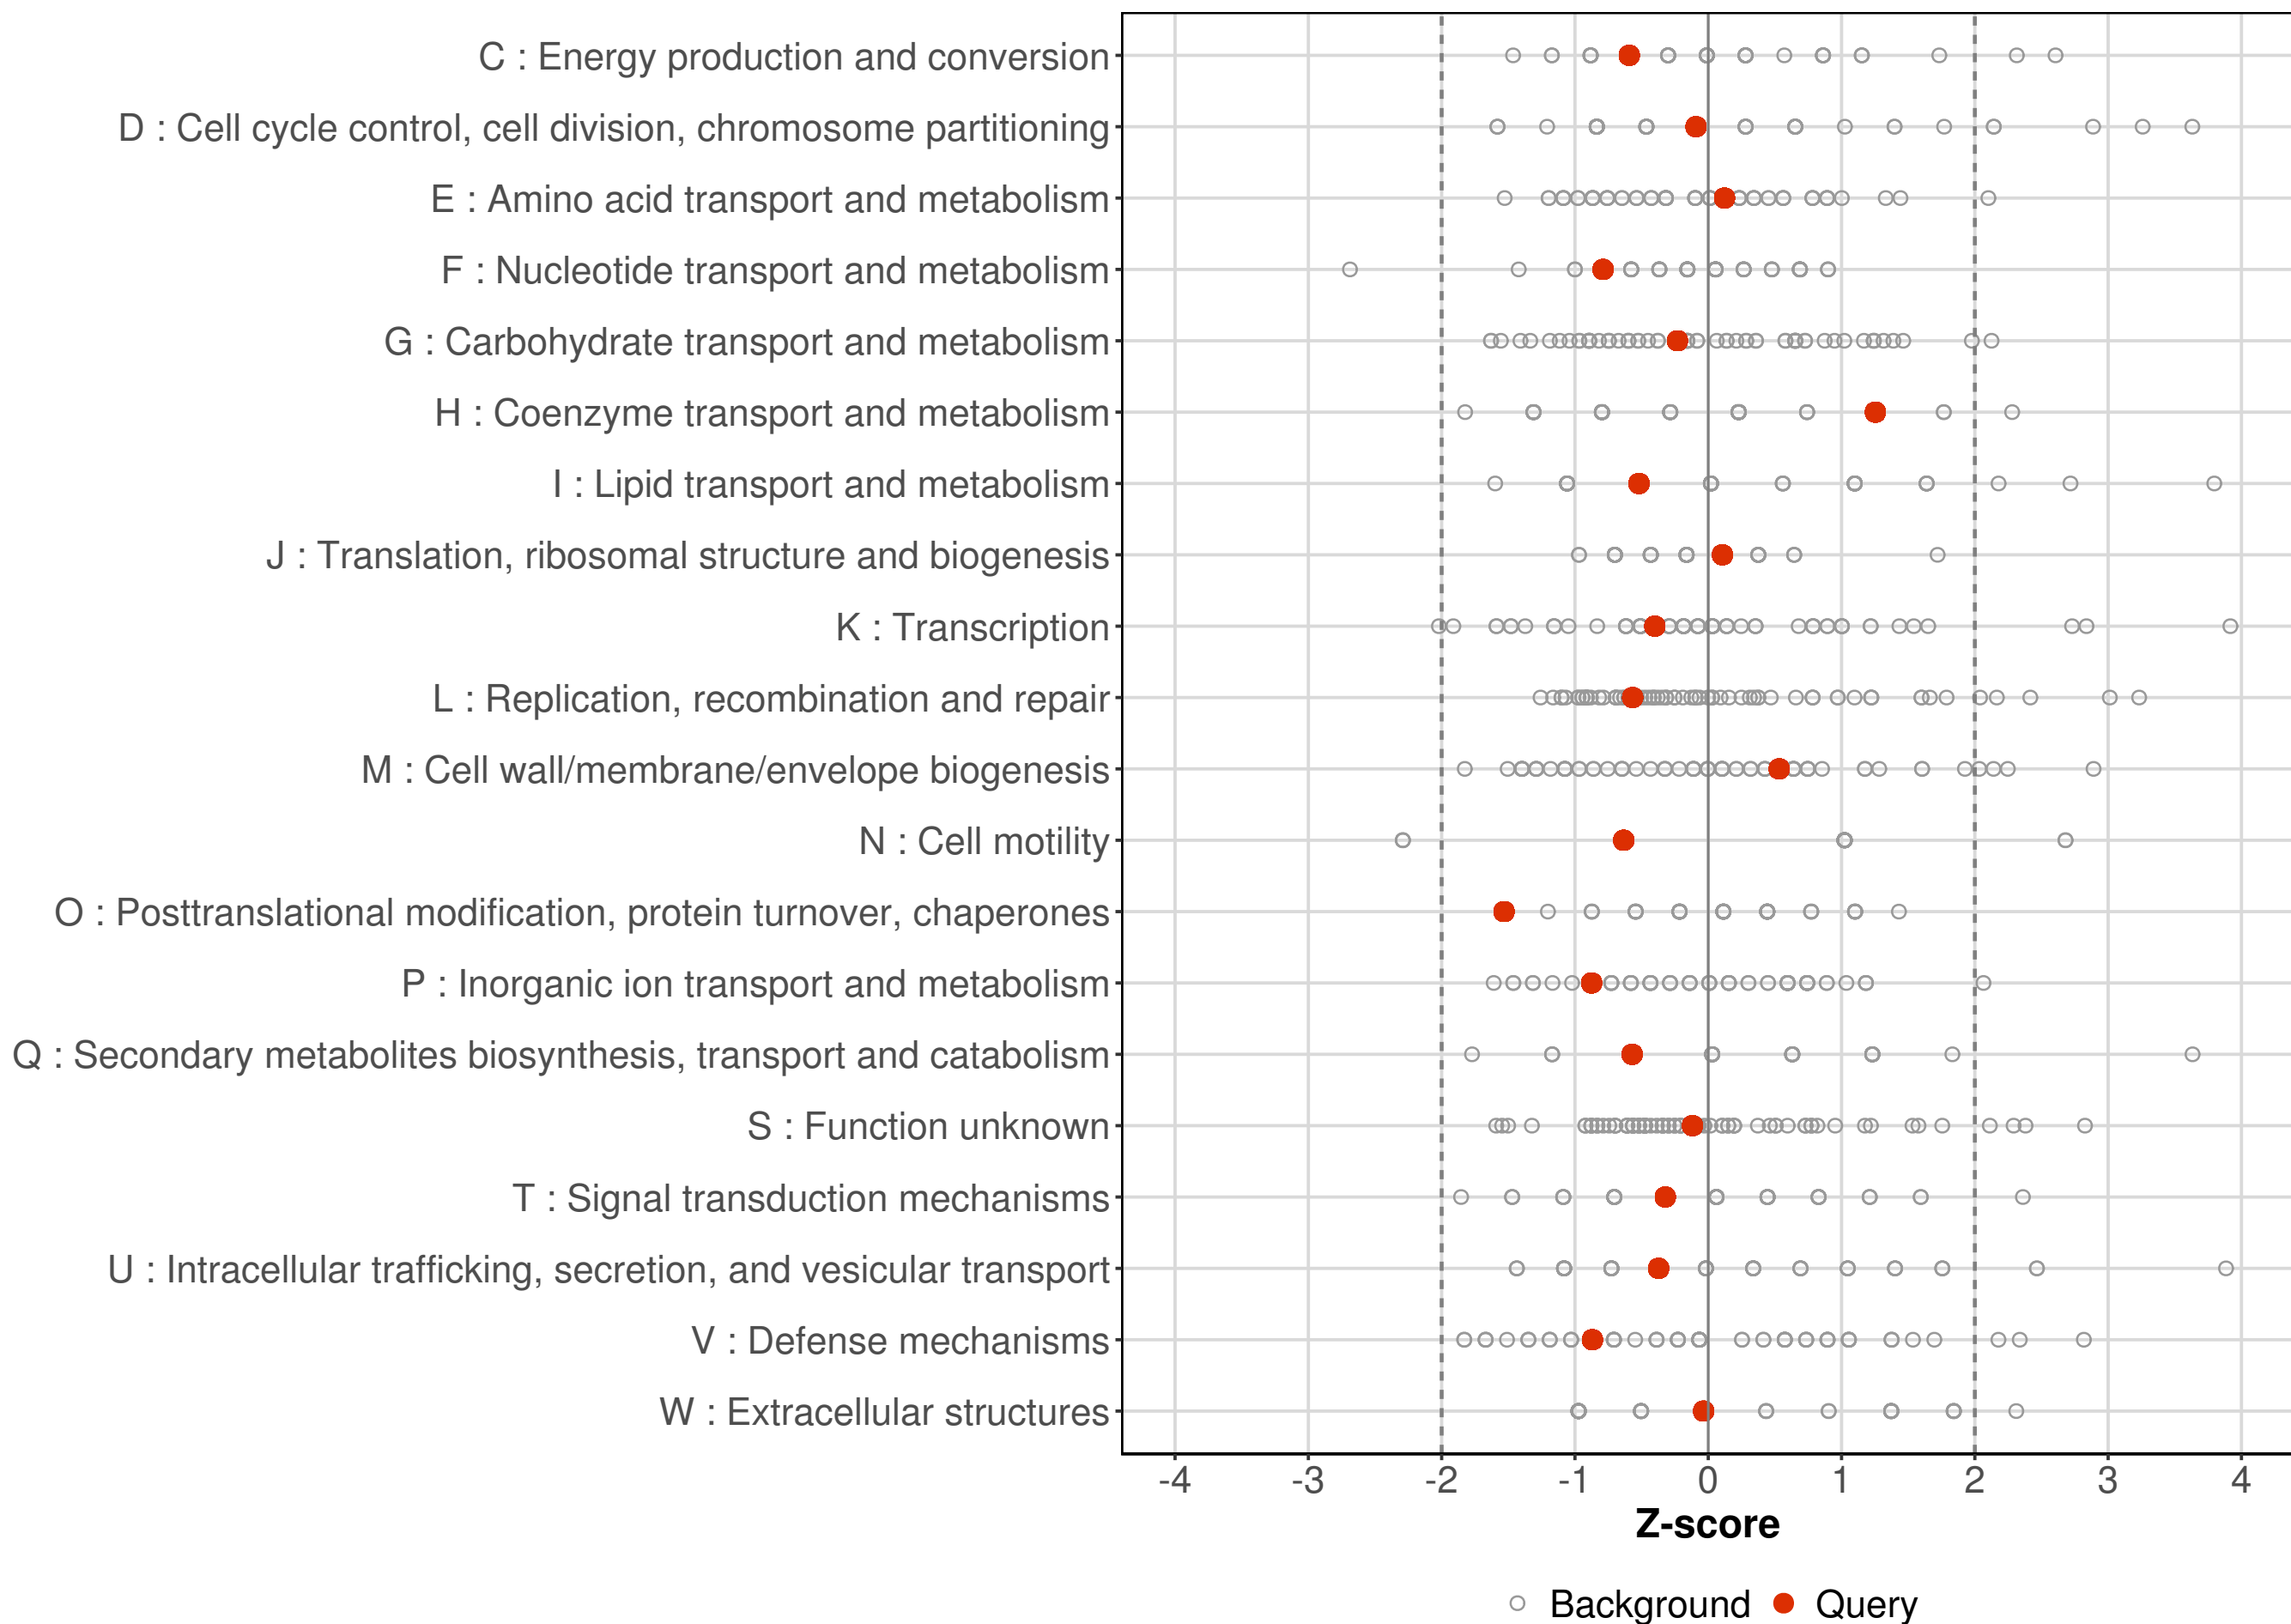 C : Energy production and conversion
D : Cell cycle control, cell division, chromosome partitioning
E : Amino acid transport and metabolism
F : Nucleotide transport and metabolism
G : Carbohydrate transport and metabolism
H : Coenzyme transport and metabolism
I : Lipid transport and metabolism
J : Translation, ribosomal structure and biogenesis
K : Transcription
L : Replication, recombination and repair
M : Cell wall/membrane/envelope biogenesis
N : Cell motility
O : Posttranslational modification, protein turnover, chaperones
P : Inorganic ion transport and metabolism
Q : Secondary metabolites biosynthesis, transport and catabolism
S : Function unknown
T : Signal transduction mechanisms
U : Intracellular trafficking, secretion, and vesicular transport
V : Defense mechanisms
W : Extracellular structures
-4 -3 -2 -1 0 1 2 3 4
Z-score
Background Query